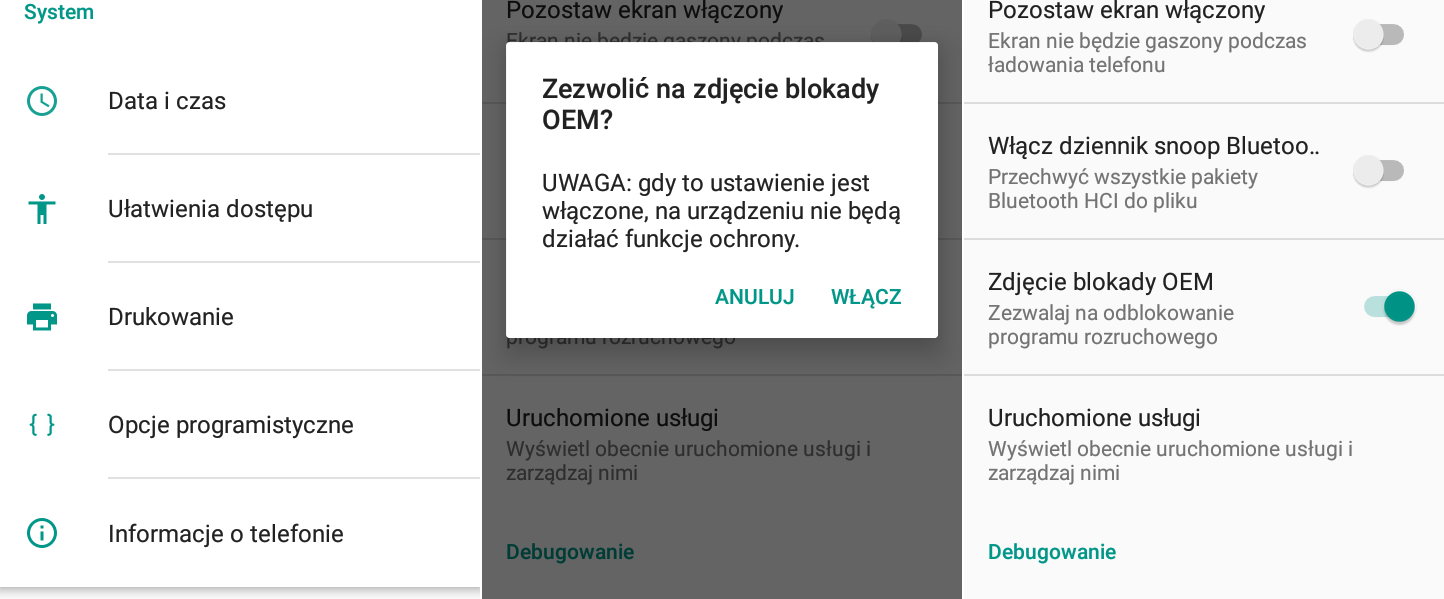 System
Data i czas
Ułatwienia dostępu
Drukowanie
Opcje programistyczne
Informacje o telefonie
Pozostaw ekran włączony
Ekran nie będzie gaszony podczas
Zezwolić na zdjęcie blokady
OEM?
UWAGA: gdy to ustawienie jest
włączone, na urządzeniu nie będą
działać funkcje ochrony.
ANULUJ WŁĄCZ
programu rozruchowego
Uruchomione usługi
Wyświetl obecnie uruchomione usługi i
zarządzaj nimi
Debugowanie
Pozostaw ekran włączony
Ekran nie będzie gaszony podczas
ładowania telefonu
Włącz dziennik snoop Bluetoo..
Przechwyć wszystkie pakiety
Bluetooth HCI do pliku
Zdjęcie blokady OEM
Zezwalaj na odblokowanie
programu rozruchowego
Uruchomione usługi
Wyświetl obecnie uruchomione usługi i
zarządzaj nimi
Debugowanie